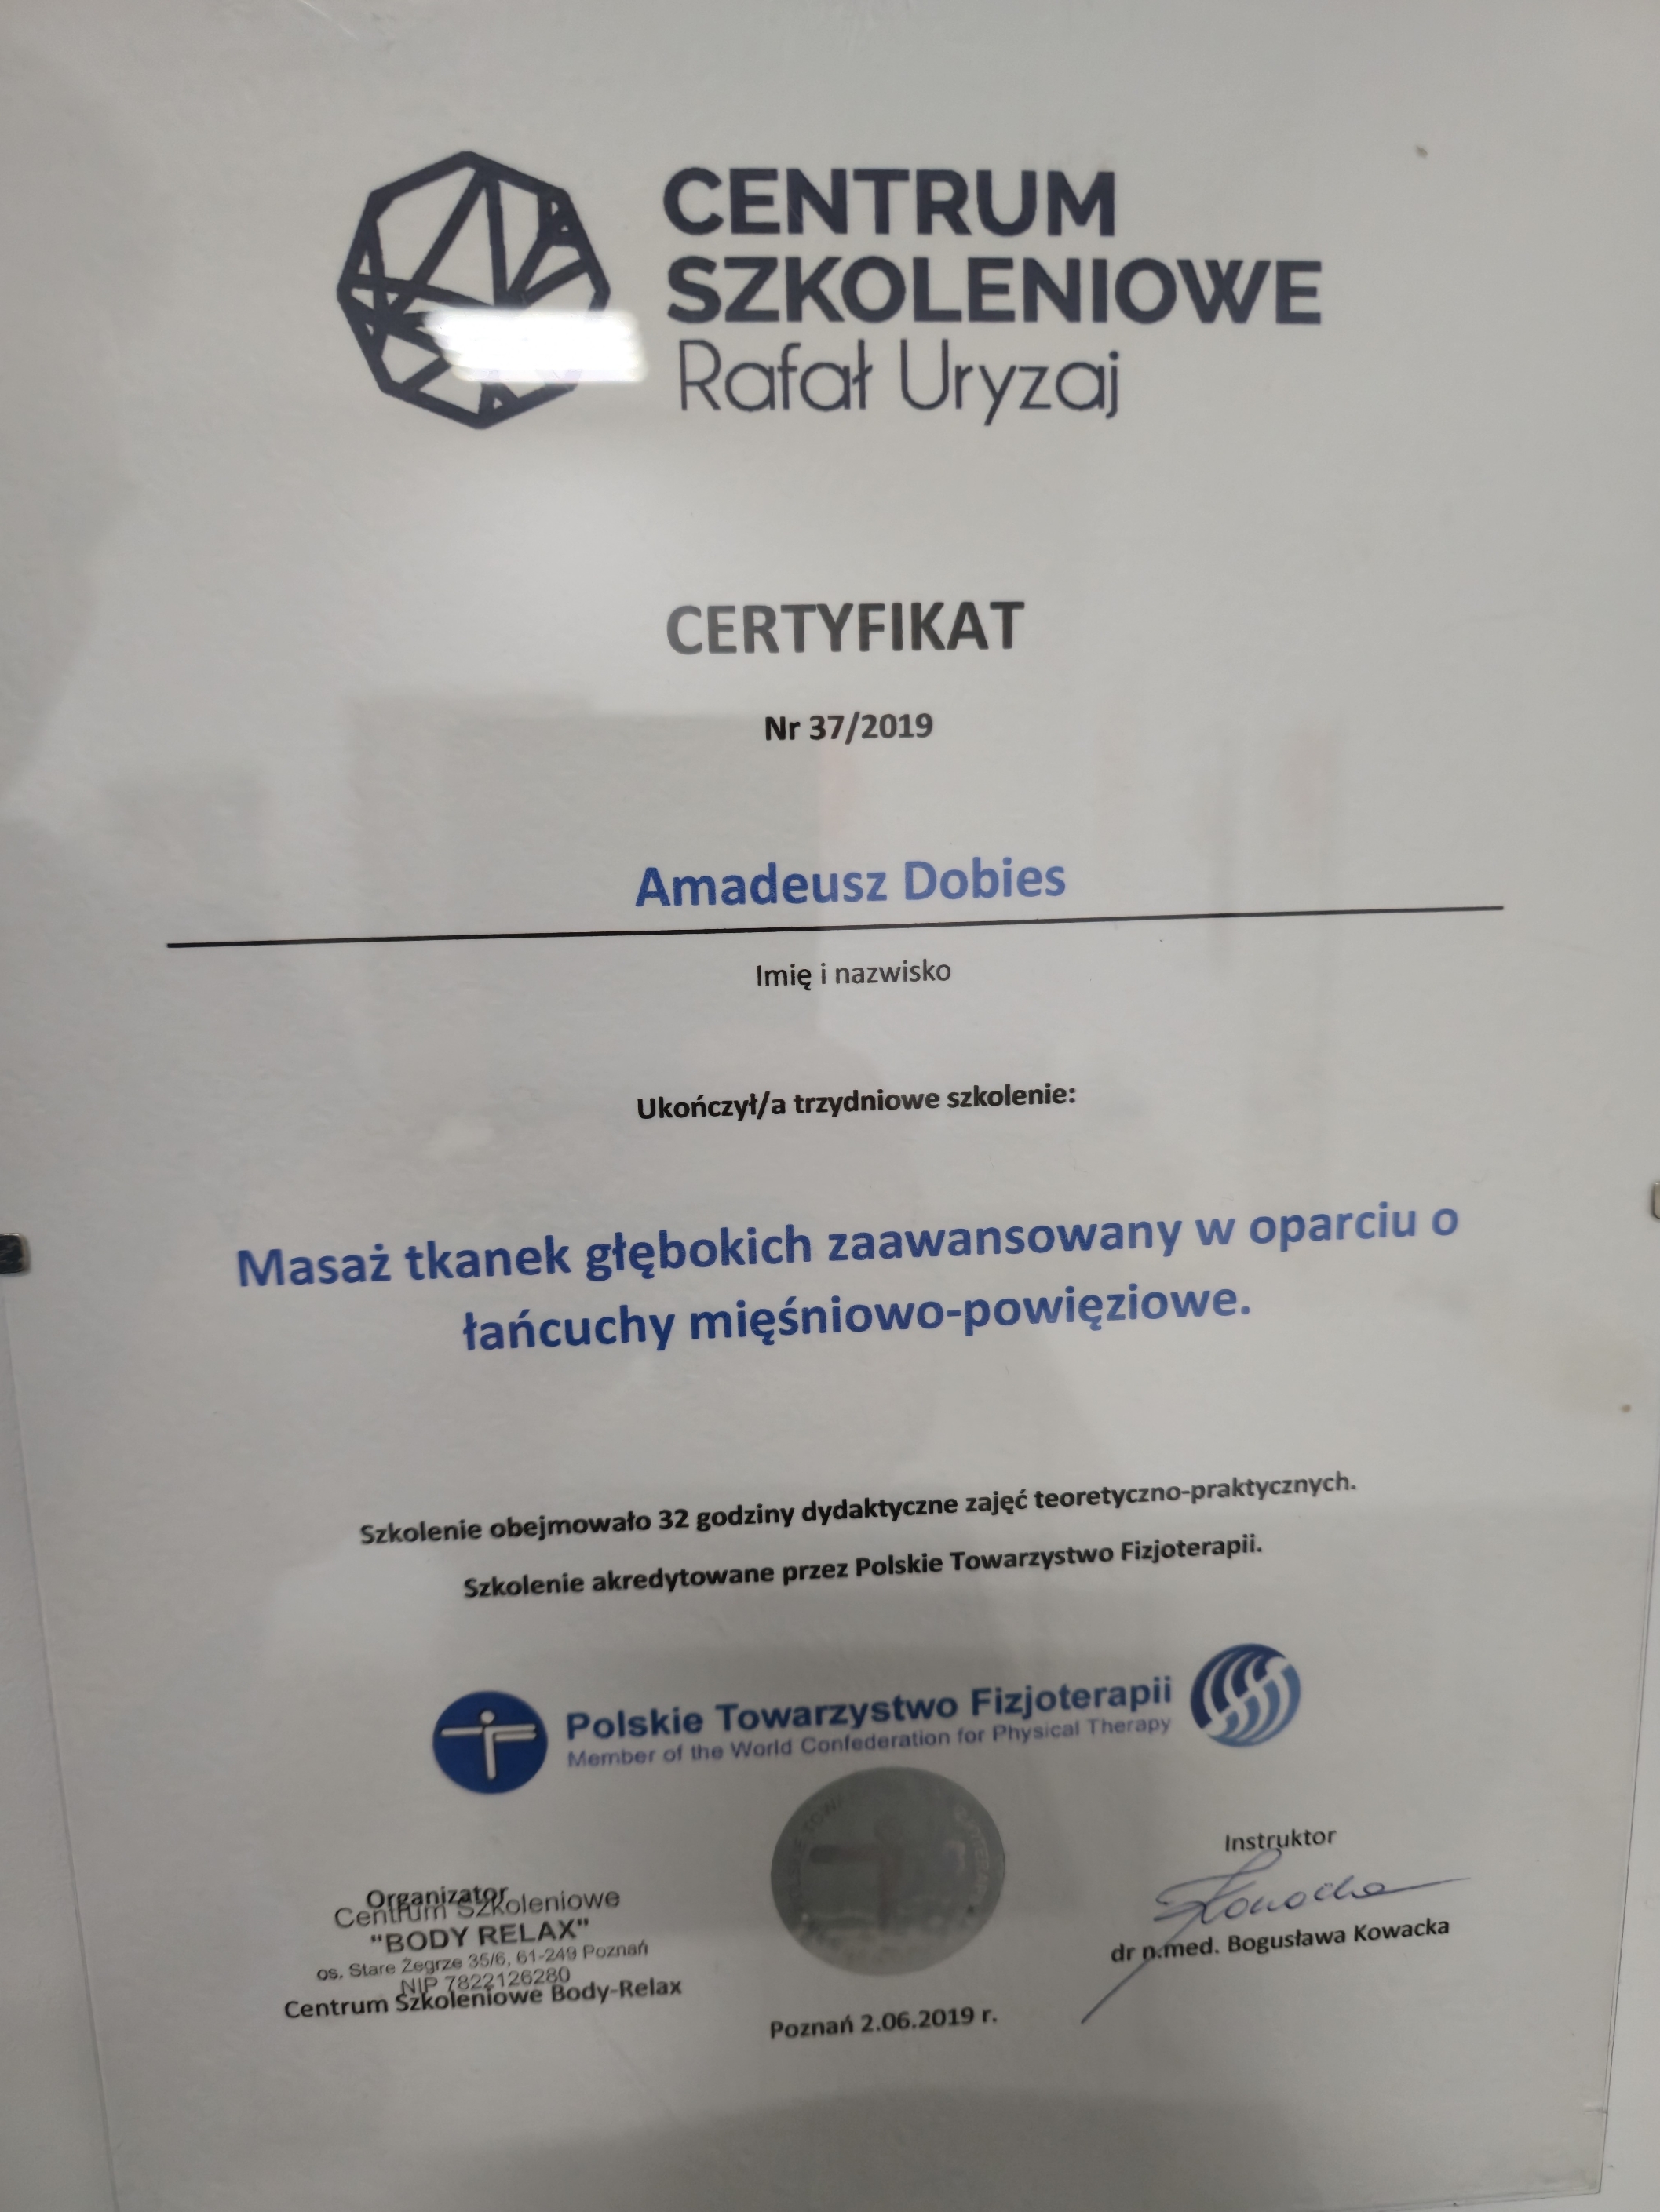 CENTRUM
SZKOLENIOWE
Rafał Uryzaj
CERTYFIKAT
Nr 37/2019
Amadeusz Dobies
Imię i nazwisko
Ukończył/a trzydniowe szkolenie:
Masaż tkanek głębokich zaawansowany w oparciu o
łańcuchy mięśniowo-powięziowe.
Szkolenie obejmowało 32 godziny dydaktyczne zajęć teoretyczno-praktycznych.
Szkolenie akredytowane przez Polskie Towarzystwo Fizjoterapii.
Polskie Towarzystwo Fizjoterapii
Member of the World Confederation for Physical Therapy
Organizator
Centrum Szkoleniowe
"BODY RELAX"
os. Stare Żegrze 35/6, 61-249 Poznań
NIP 7822126280
Centrum Szkoleniowe Body-Relax
Poznań 2.06.2019 r.
Instruktor
Kowacka
dr n.med. Bogusława Kowacka